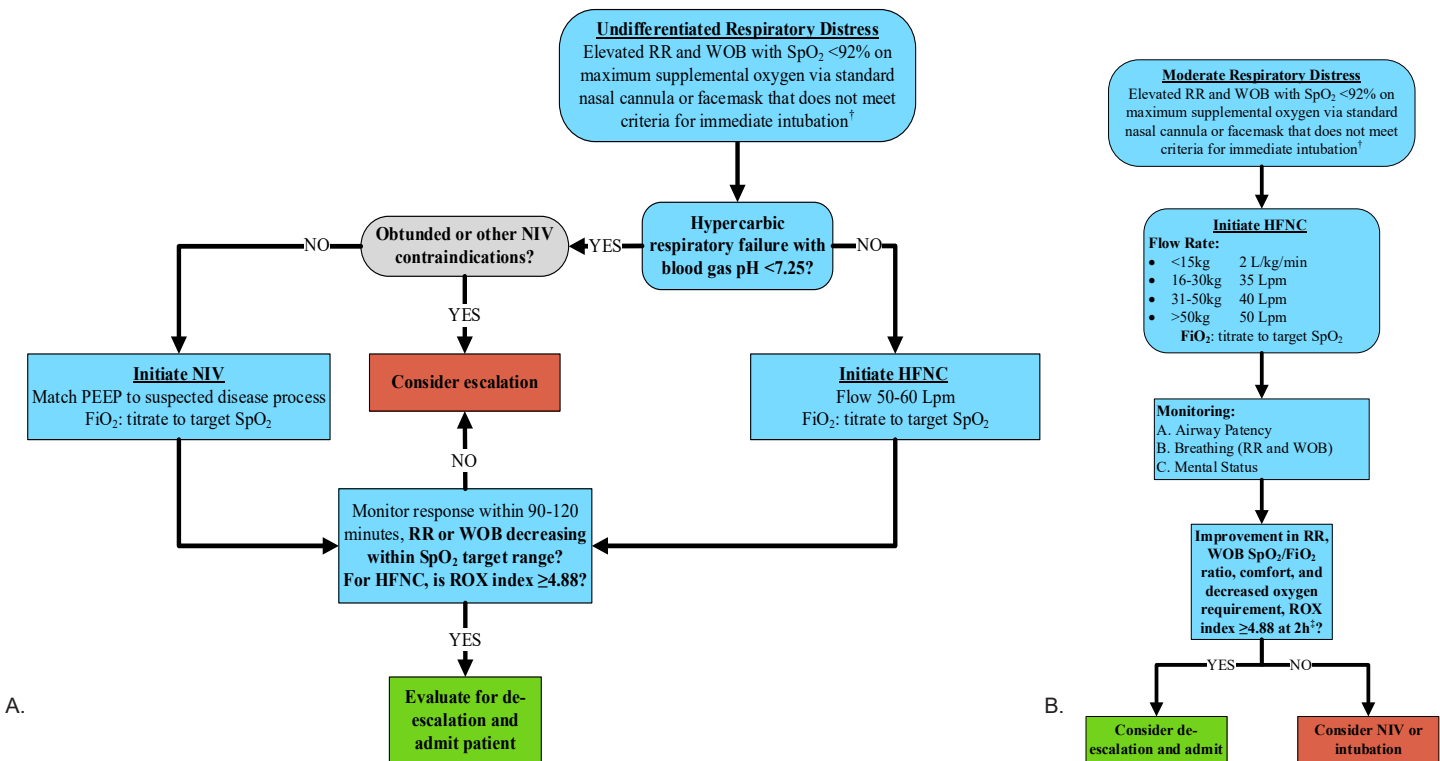 Undifferentiated Respiratory Distress
Elevated RR and WOB with SpO₂ <92% on
maximum supplemental oxygen via standard
nasal cannula or facemask that does not meet
criteria for immediate intubation†
Hypercarbic
respiratory failure with
blood gas pH <7.25?
YES
NO
Obtunded or other NIV
contraindications?
NO
YES
Initiate NIV
Match PEEP to suspected disease process
FiO₂: titrate to target SpO₂
Consider escalation
Initiate HFNC
Flow 50-60 Lpm
FiO₂: titrate to target SpO₂
NO
Monitor response within 90-120
minutes, RR or WOB decreasing
within SpO₂ target range?
For HFNC, is ROX index ≥4.88?
YES
Evaluate for de-
escalation and
admit patient
A.
Moderate Respiratory Distress
Elevated RR and WOB with SpO₂ <92% on
maximum supplemental oxygen via standard
nasal cannula or facemask that does not meet
criteria for immediate intubation†
Initiate HFNC
Flow Rate:
• <15kg 2 L/kg/min
• 16-30kg 35 Lpm
• 31-50kg 40 Lpm
• >50kg 50 Lpm
FiO₂: titrate to target SpO₂
Monitoring:
A. Airway Patency
B. Breathing (RR and WOB)
C. Mental Status
Improvement in RR,
WOB SpO₂/FiO₂
ratio, comfort, and
decreased oxygen
requirement, ROX
index ≥4.88 at 2h‡?
YES
NO
Consider de-
escalation and admit
Consider NIV or
intubation
B.